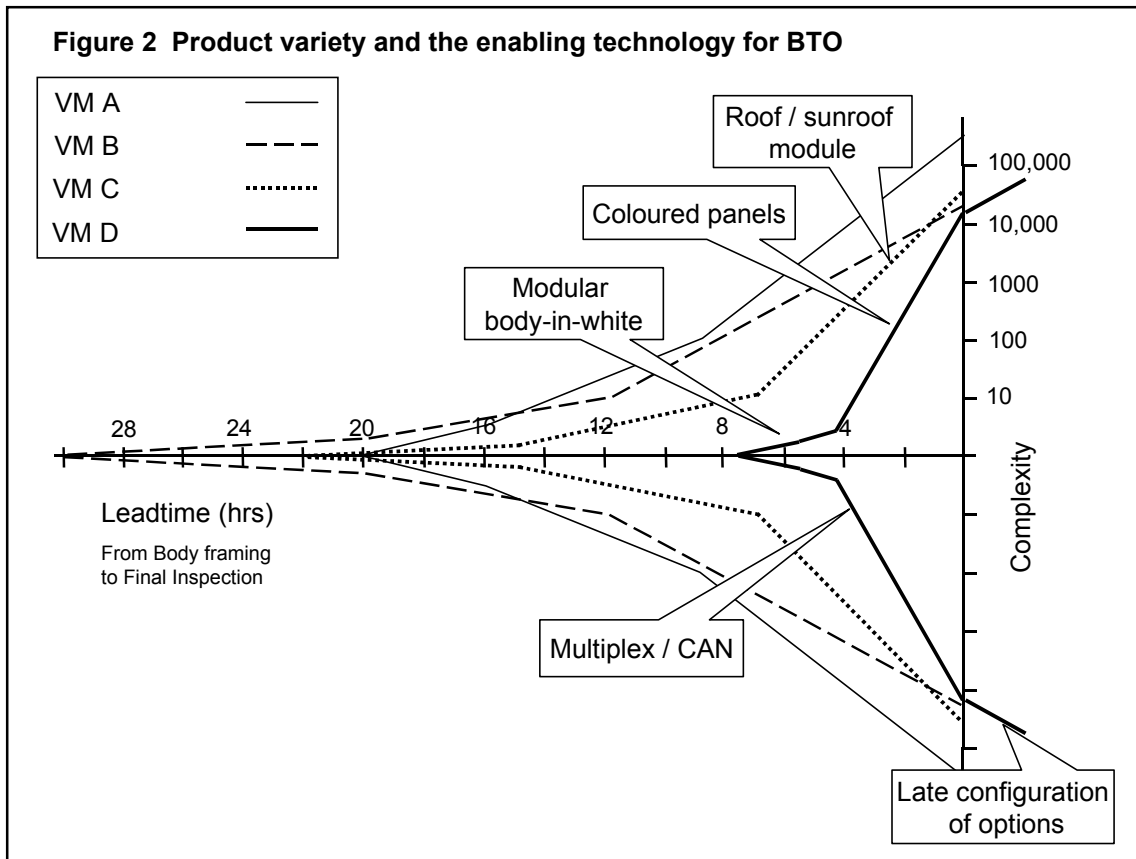 Figure 2 Product variety and the enabling technology for BTO
VM A
VM B
VM C
VM D
Roof / sunroof
module
Coloured panels
Modular
body-in-white
100,000
10,000
1000
100
10
28 24 20 16 12 8 4
Leadtime (hrs)
From Body framing
to Final Inspection
Complexity
Multiplex / CAN
Late configuration
of options